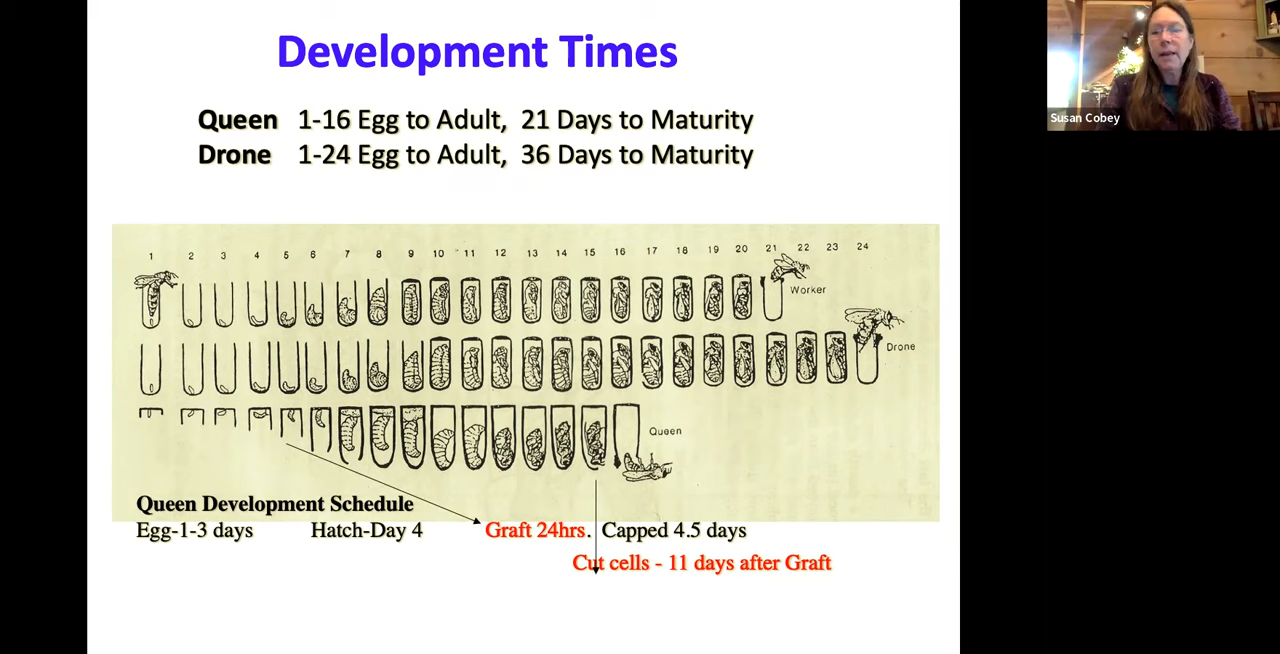 Development Times
Queen 1-16 Egg to Adult, 21 Days to Maturity
Drone 1-24 Egg to Adult, 36 Days to Maturity
Susan Cobey
1 2 3 4 5 6 7 8 9 10 11 12 13 14 15 16 17 18 19 20 21 22 23 24
Worker
Drone
Queen
Queen Development Schedule
Egg-1-3 days Hatch-Day 4 Graft 24hrs. Capped 4.5 days
Cut cells - 11 days after Graft